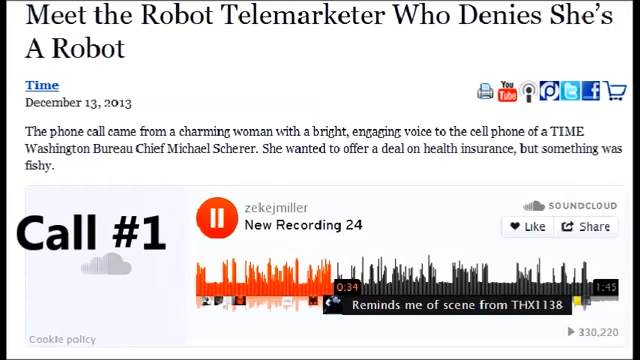 Meet the Robot Telemarketer Who Denies She's
A Robot
Time
December 13, 2013
You
Tube
The phone call came from a charming woman with a bright, engaging voice to the cell phone of a TIME
Washington Bureau Chief Michael Scherer. She wanted to offer a deal on health insurance, but something was
fishy.
Call #1
zekejmiller
New Recording 24
SOUNDCLOUD
Like
Share
0:34
1:45
Reminds me of scene from THX1138
Cookie policy
330,220